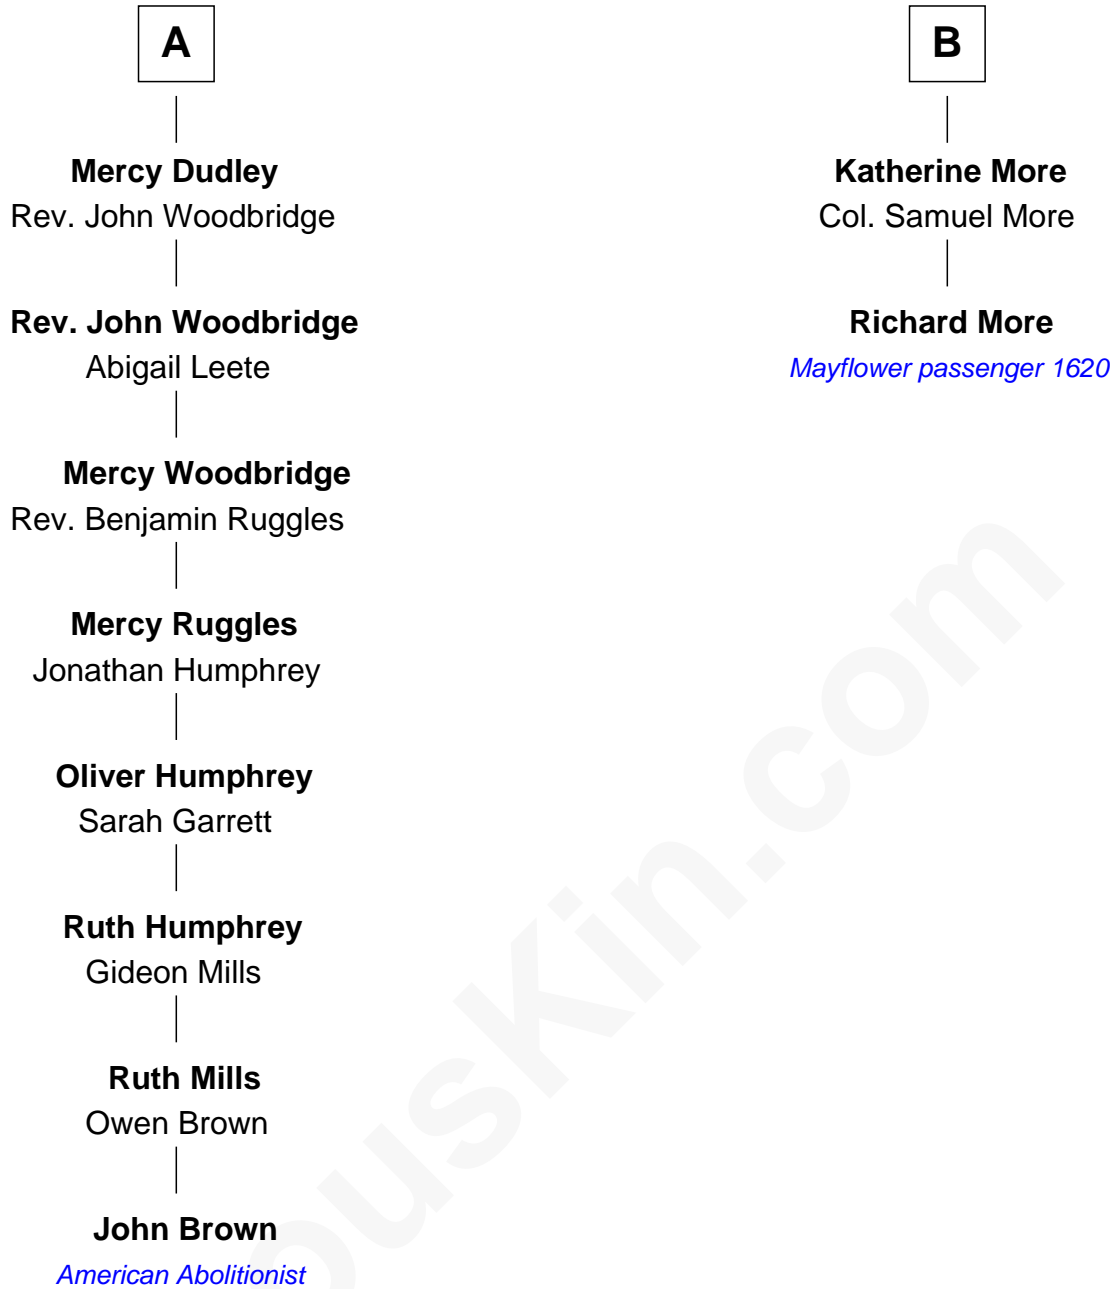 A
Mercy Dudley
Rev. John Woodbridge
Rev. John Woodbridge
Abigail Leete
Mercy Woodbridge
Rev. Benjamin Ruggles
Mercy Ruggles
Jonathan Humphrey
Oliver Humphrey
Sarah Garrett
Ruth Humphrey
Gideon Mills
Ruth Mills
Owen Brown
John Brown
American Abolitionist
B
Katherine More
Col. Samuel More
Richard More
Mayflower passenger 1620
ousKin.com